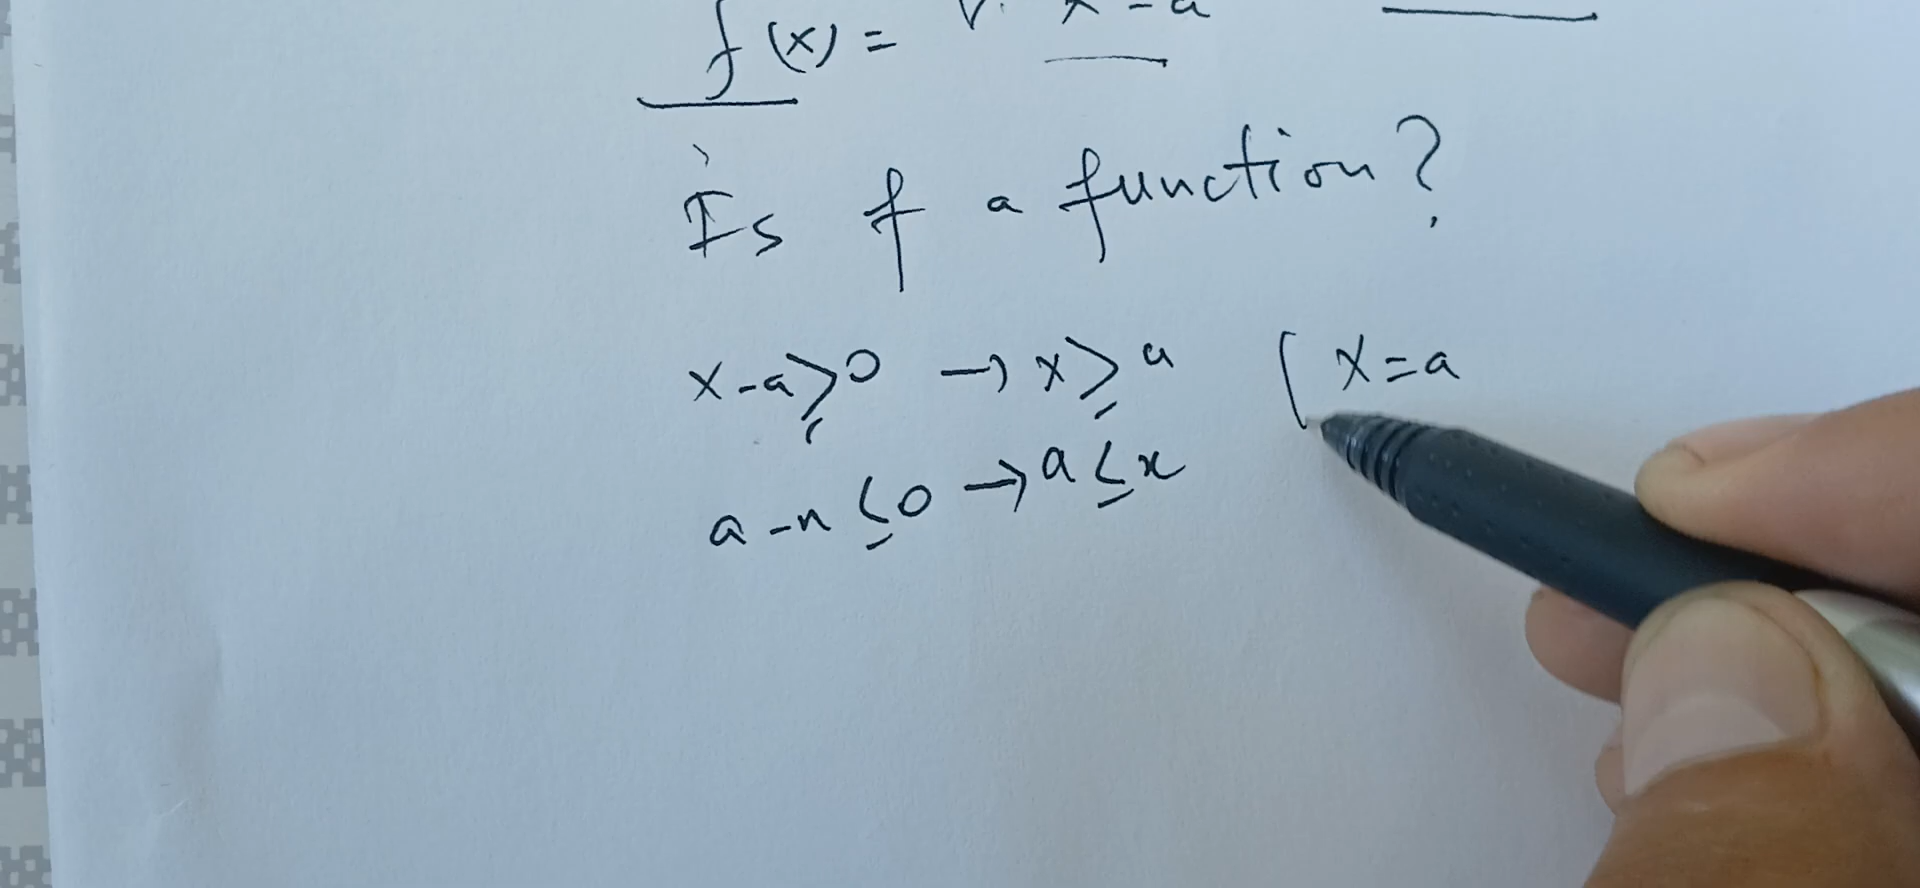 f(x) = x - a
Is f a function?
x-a⩾0 → x⩾a [ x=a
a-x≤0 → a≤x